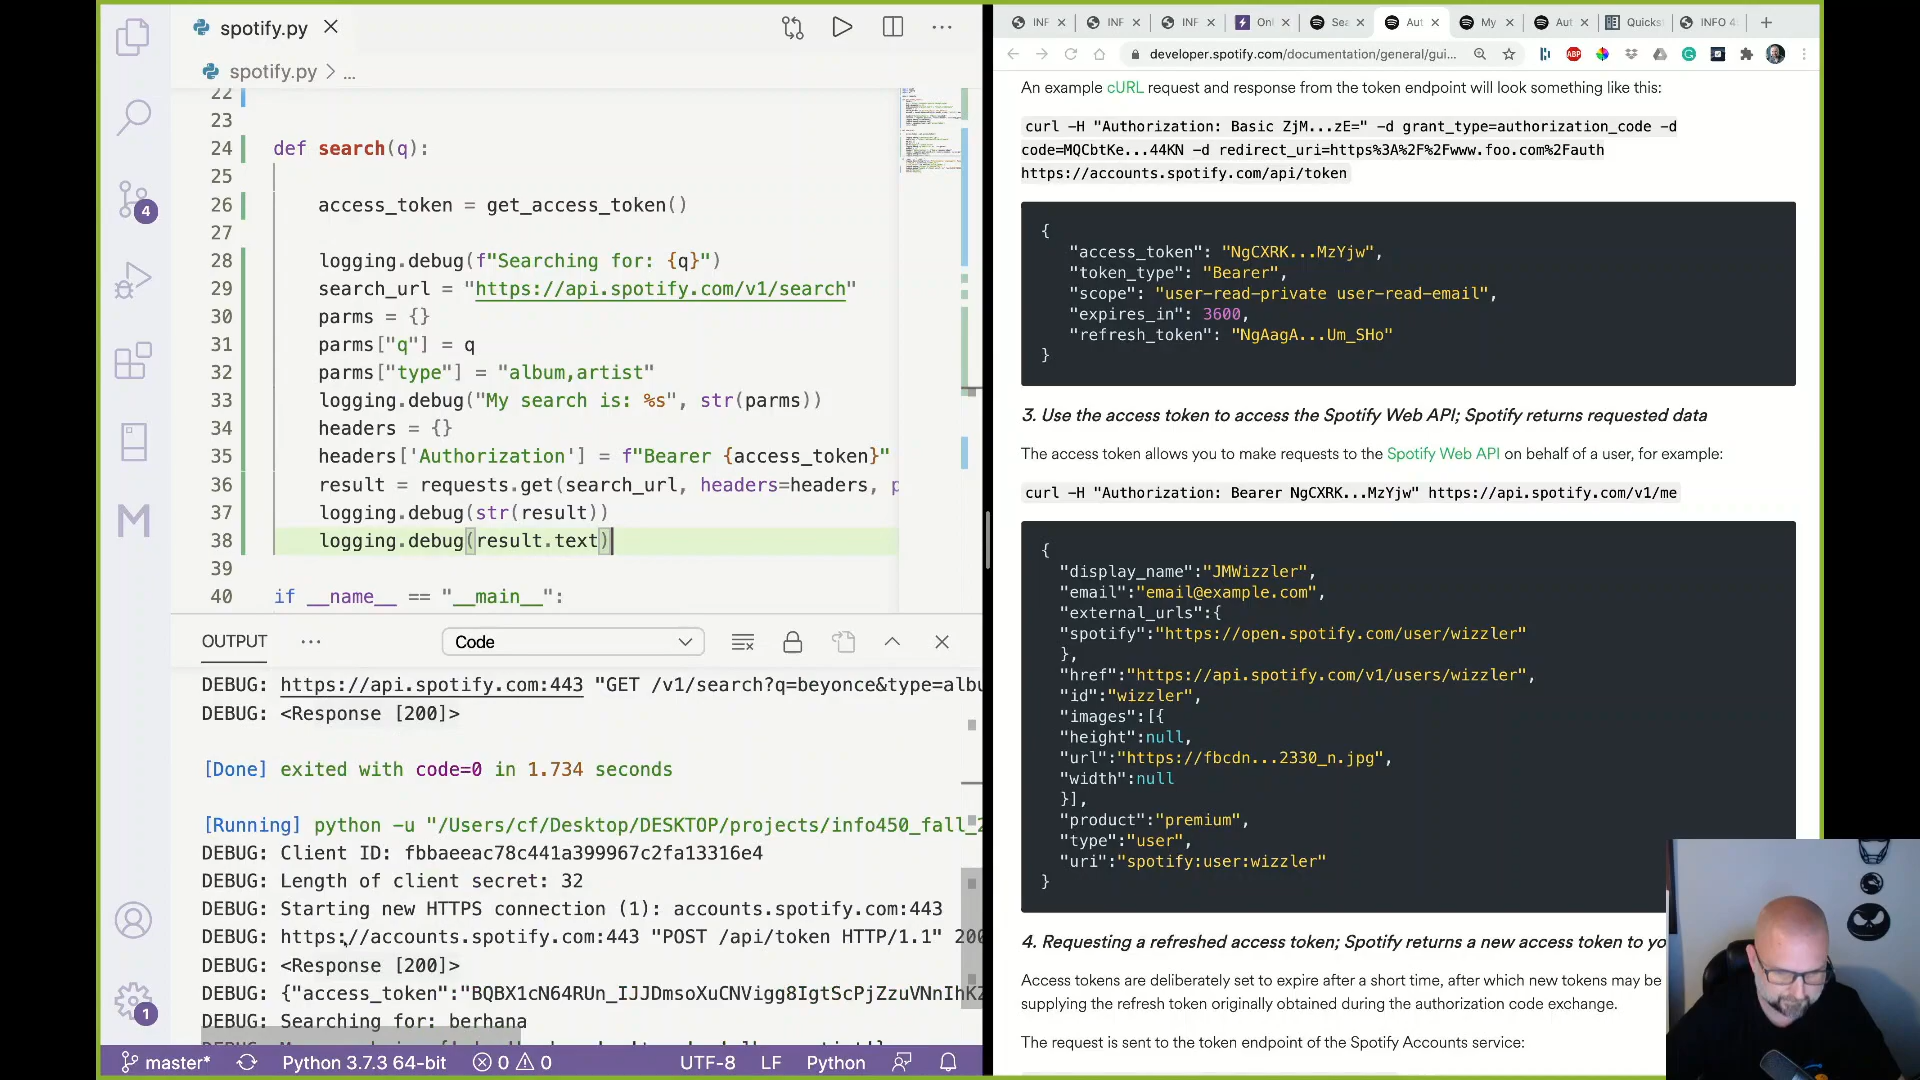 spotify.py
spotify.py > ...
22
23
24 def search(q):
25
26 access_token = get_access_token()
27
28 logging.debug(f"Searching for: {q}")
29 search_url = "https://api.spotify.com/v1/search"
30 parms = {}
31 parms["q"] = q
32 parms["type"] = "album,artist"
33 logging.debug("My search is: %s", str(parms))
34 headers = {}
35 headers['Authorization'] = f"Bearer {access_token}"
36 result = requests.get(search_url, headers=headers, p
37 logging.debug(str(result))
38 logging.debug(result.text)
39
40 if __name__ == "__main__":
4
1
OUTPUT ...
Code
DEBUG: https://api.spotify.com:443 "GET /v1/search?q=beyonce&type=albu
DEBUG: <Response [200]>
[Done] exited with code=0 in 1.734 seconds
[Running] python -u "/Users/cf/Desktop/DESKTOP/projects/info450_fall_2
DEBUG: Client ID: fbbaeeac78c441a399967c2fa13316e4
DEBUG: Length of client secret: 32
DEBUG: Starting new HTTPS connection (1): accounts.spotify.com:443
DEBUG: https://accounts.spotify.com:443 "POST /api/token HTTP/1.1" 200
DEBUG: <Response [200]>
DEBUG: {"access_token":"BQBX1cN64RUn_IJJDmsoXuCNVigg8IgtScPjZzuVNnIhKZ
DEBUG: Searching for: berhana
master* Python 3.7.3 64-bit 0 0 UTF-8 LF Python
INF INF INF Onl Sea Aut My Aut Quicks INFO 4
developer.spotify.com/documentation/general/gui...
ABP
An example cURL request and response from the token endpoint will look something like this:
curl -H "Authorization: Basic ZjM...zE=" -d grant_type=authorization_code -d
code=MQCbtKe...44KN -d redirect_uri=https%3A%2F%2Fwww.foo.com%2Fauth
https://accounts.spotify.com/api/token
{
"access_token": "NgCXRK...MzYjw",
"token_type": "Bearer",
"scope": "user-read-private user-read-email",
"expires_in": 3600,
"refresh_token": "NgAagA...Um_SHo"
}
3. Use the access token to access the Spotify Web API; Spotify returns requested data
The access token allows you to make requests to the Spotify Web API on behalf of a user, for example:
curl -H "Authorization: Bearer NgCXRK...MzYjw" https://api.spotify.com/v1/me
{
"display_name":"JMWizzler",
"email":"email@example.com",
"external_urls":{
"spotify":"https://open.spotify.com/user/wizzler"
},
"href":"https://api.spotify.com/v1/users/wizzler",
"id":"wizzler",
"images":[{
"height":null,
"url":"https://fbcdn...2330_n.jpg",
"width":null
}],
"product":"premium",
"type":"user",
"uri":"spotify:user:wizzler"
}
4. Requesting a refreshed access token; Spotify returns a new access token to yo
Access tokens are deliberately set to expire after a short time, after which new tokens may be
supplying the refresh token originally obtained during the authorization code exchange.
The request is sent to the token endpoint of the Spotify Accounts service: